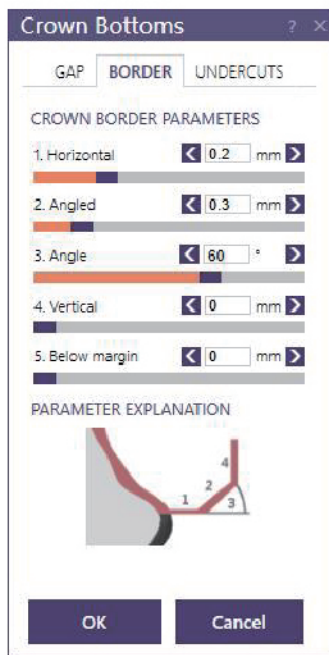 Crown Bottoms ? ×
GAP BORDER UNDERCUTS
CROWN BORDER PARAMETERS
1. Horizontal 0.2 mm
2. Angled 0.3 mm
3. Angle 60 °
4. Vertical 0 mm
5. Below margin 0 mm
PARAMETER EXPLANATION
4
2
1 3
OK Cancel